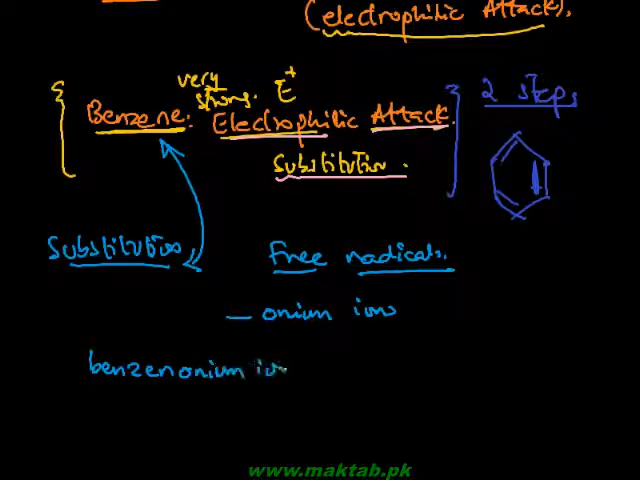 (electrophilic Attack).
very strong. E+
Benzene: Electrophilic Attack. 2 steps
Substitution.
Substitution, Free radicals.
— onium ions
benzenonium ion
www.maktab.pk